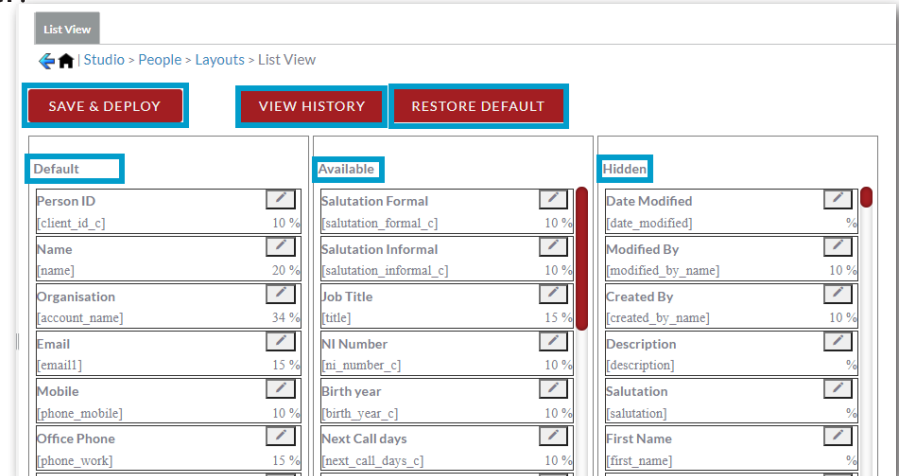 List View
| Studio > People > Layouts > List View
SAVE & DEPLOY
VIEW HISTORY
RESTORE DEFAULT
Default
Person ID
[client_id_c] 10 %
Name
[name] 20 %
Organisation
[account_name] 34 %
Email
[email1] 15 %
Mobile
[phone_mobile] 10 %
Office Phone
[phone_work] 15 %
Available
Salutation Formal
[salutation_formal_c] 10 %
Salutation Informal
[salutation_informal_c] 10 %
Job Title
[title] 15 %
NI Number
[ni_number_c] 10 %
Birth year
[birth_year_c] 10 %
Next Call days
[next_call_days_c] 10 %
Hidden
Date Modified
[date_modified] %
Modified By
[modified_by_name] 10 %
Created By
[created_by_name] 10 %
Description
[description] %
Salutation
[salutation] %
First Name
[first_name] %